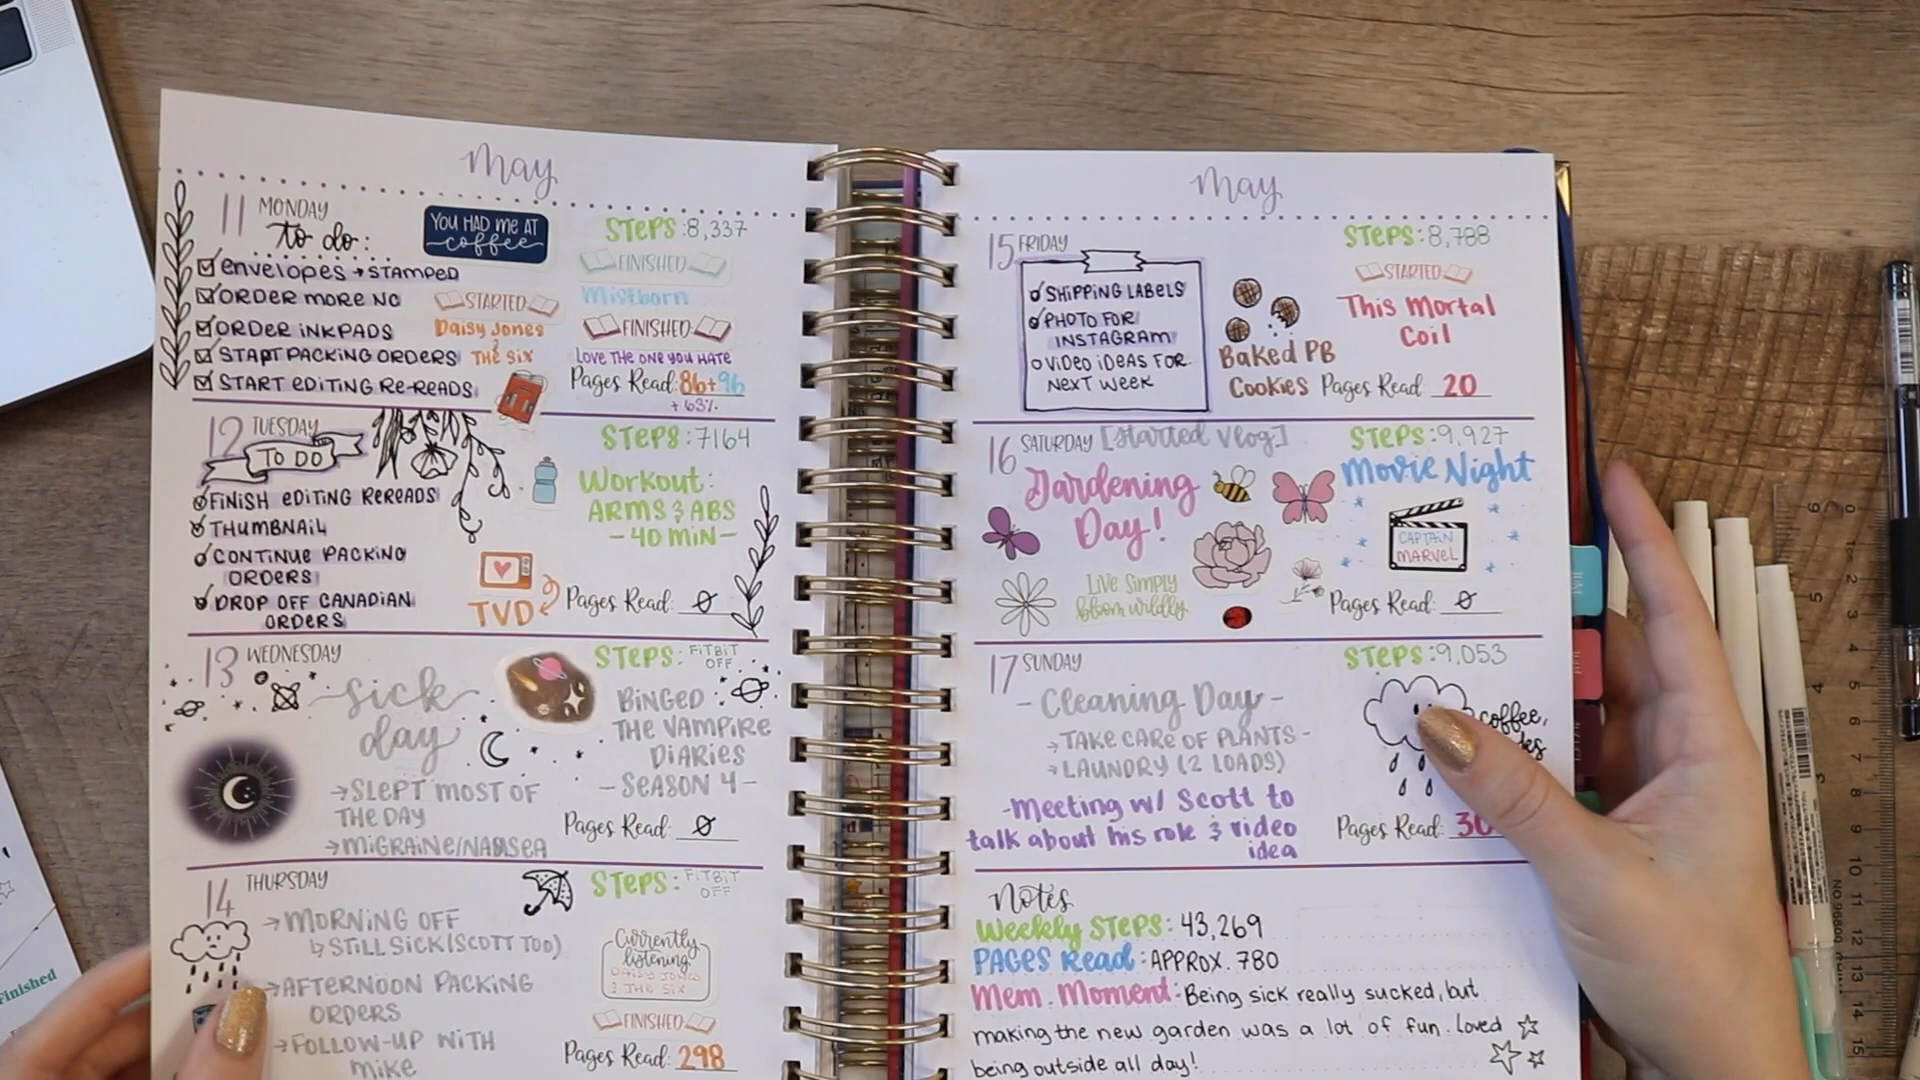 May
11 MONDAY
to do:
envelopes → STAMPED
ORDER MORE NO
ORDER INKPADS
START PACKING ORDERS
START EDITING RE-READS
YOU HAD me AT
coffee
STARTED
Daisy Jones
&
THE SIX
STEPS: 8,337
FINISHED
Mistborn
FINISHED
LOVE THE ONE YOU HATE
Pages Read: 86+96
+ 63%
12 TUESDAY
TO DO
FINISH EDITING REREADS
THUMBNAIL
CONTINUE PACKING
ORDERS
DROP OFF CANADIAN
ORDERS
TVD
STEPS: 7164
Workout:
ARMS & ABS
- 40 MIN -
Pages Read: 0
13 WEDNESDAY
sick
day
→ SLEPT MOST OF
THE DAY
→ MIGRAINE/NAUSEA
STEPS: FITBIT
OFF
BINGED
THE VAMPIRE
DIARIES
- SEASON 4 -
Pages Read: 0
14 THURSDAY
→ MORNING OFF
↳ STILL SICK (SCOTT TOO)
→ AFTERNOON PACKING
ORDERS
→ FOLLOW-UP WITH
MIKE
STEPS: FITBIT
OFF
Currently
listening
DAISY JONES
& THE SIX
FINISHED
Pages Read: 298
May
15 FRIDAY
SHIPPING LABELS
PHOTO FOR
INSTAGRAM
VIDEO IDEAS FOR
NEXT WEEK
Baked PB
Cookies
STEPS: 8,788
STARTED
This Mortal
Coil
Pages Read 20
16 SATURDAY [started vlog]
Gardening
Day!
Live Simply
bloom wildly
STEPS: 9,927
Movie Night
CAPTAIN
MARVEL
Pages Read: 0
17 SUNDAY
- Cleaning Day -
→ TAKE CARE OF PLANTS -
→ LAUNDRY (2 LOADS)
- Meeting w/ Scott to
talk about his role & video
idea
STEPS: 9,053
coffee,
Pages Read: 30
Notes
Weekly STEPS: 43,269
PAGES Read: APPROX. 780
Mem. Moment: Being sick really sucked, but
making the new garden was a lot of fun. Loved
being outside all day!
Finished